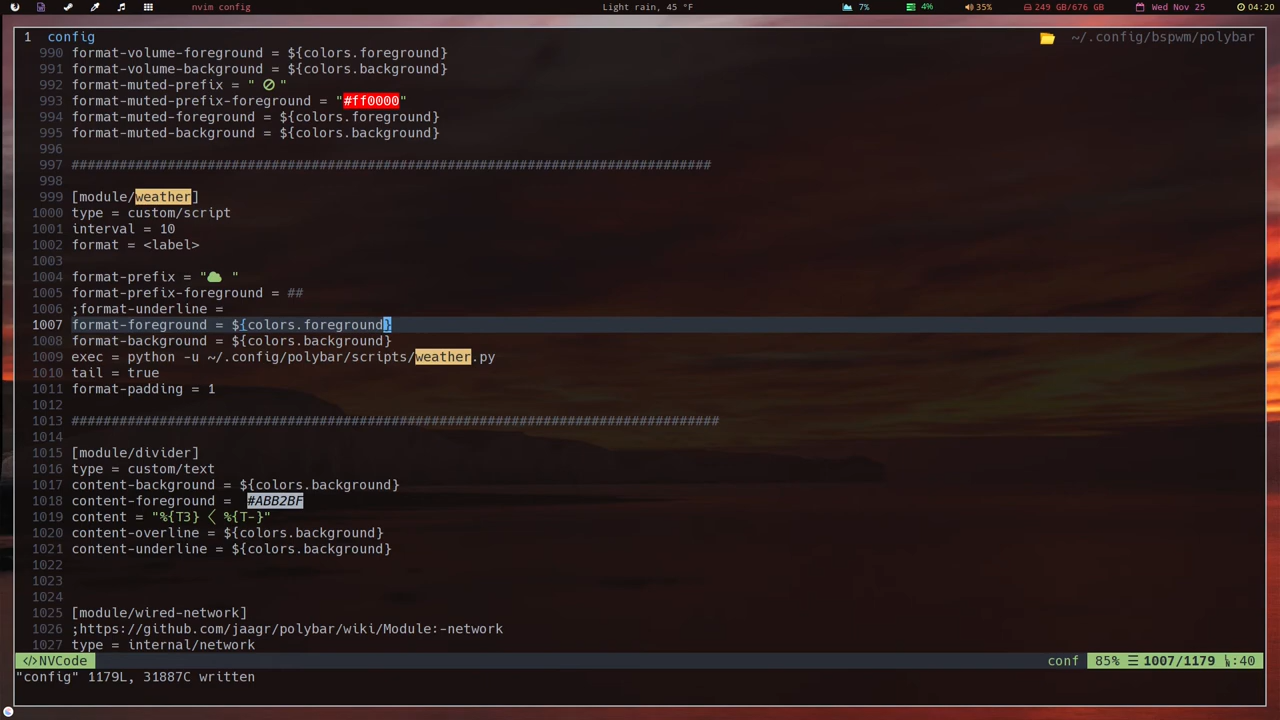 nvim config
Light rain, 45 °F
7%
4%
35%
249 GB/676 GB
Wed Nov 25
04:20
1 config
~/.config/bspwm/polybar
990 format-volume-foreground = ${colors.foreground}
991 format-volume-background = ${colors.background}
992 format-muted-prefix = " "
993 format-muted-prefix-foreground = "#ff0000"
994 format-muted-foreground = ${colors.foreground}
995 format-muted-background = ${colors.background}
996
997 ################################################################################
998
999 [module/weather]
1000 type = custom/script
1001 interval = 10
1002 format = <label>
1003
1004 format-prefix = " "
1005 format-prefix-foreground = ##
1006 ;format-underline =
1007 format-foreground = ${colors.foreground}
1008 format-background = ${colors.background}
1009 exec = python -u ~/.config/polybar/scripts/weather.py
1010 tail = true
1011 format-padding = 1
1012
1013 #################################################################################
1014
1015 [module/divider]
1016 type = custom/text
1017 content-background = ${colors.background}
1018 content-foreground =  #ABB2BF
1019 content = "%{T3} 〈 %{T-}"
1020 content-overline = ${colors.background}
1021 content-underline = ${colors.background}
1022
1023
1024
1025 [module/wired-network]
1026 ;https://github.com/jaagr/polybar/wiki/Module:-network
1027 type = internal/network
</>NVCode
conf
85% ☰ 1007/1179 :40
"config" 1179L, 31887C written